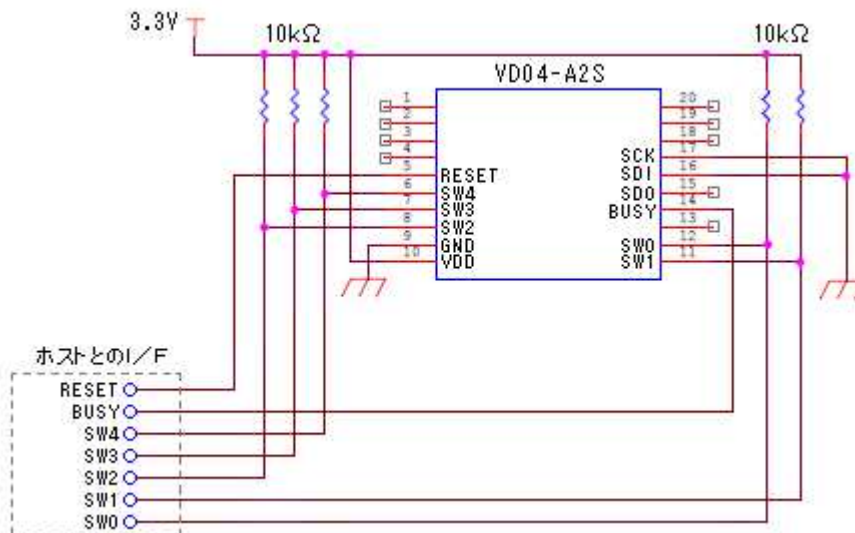 3.3V
10kΩ
10kΩ
VD04-A2S
1
2
3
4
5 RESET
6 SW4
7 SW3
8 SW2
9 GND
10 VDD
20
19
18
17 SCK
16 SDI
15 SDO
14 BUSY
13
12 SW0
11 SW1
ホストとのI/F
RESET
BUSY
SW4
SW3
SW2
SW1
SW0